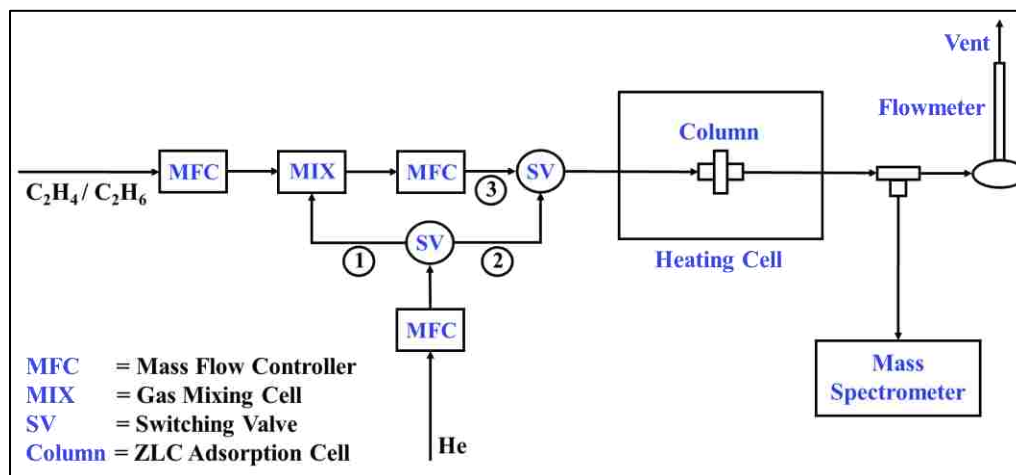 Vent
Flowmeter
Column
MFC
MIX
MFC
SV
③
C₂H₄ / C₂H₆
SV
①
②
Heating Cell
MFC
Mass
Spectrometer
MFC = Mass Flow Controller
MIX = Gas Mixing Cell
SV = Switching Valve
Column = ZLC Adsorption Cell
He